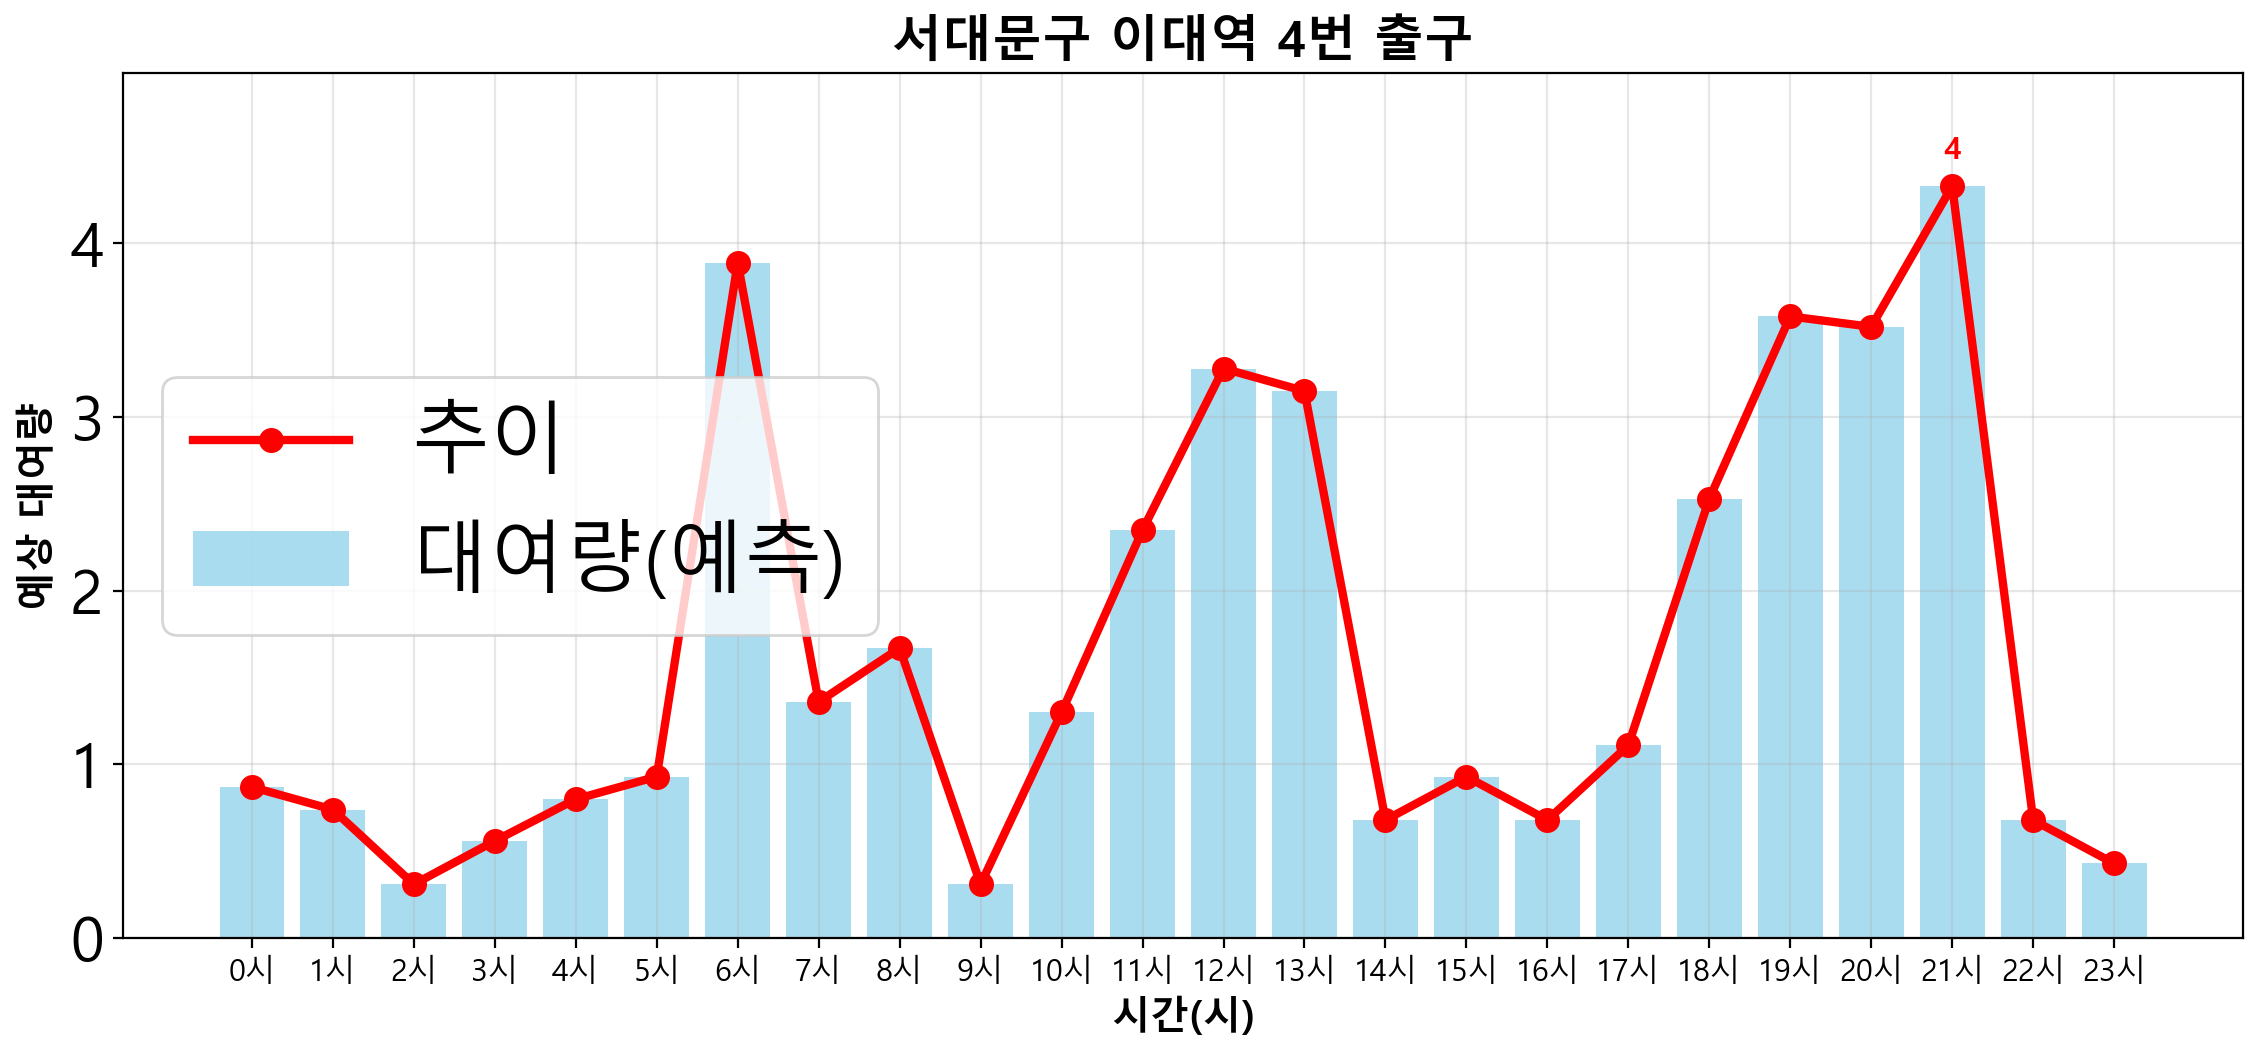 서대문구 이대역 4번 출구
4
예상 대여량
4
3
2
1
0
추이
대여량(예측)
0시 1시 2시 3시 4시 5시 6시 7시 8시 9시 10시 11시 12시 13시 14시 15시 16시 17시 18시 19시 20시 21시 22시 23시
시간(시)